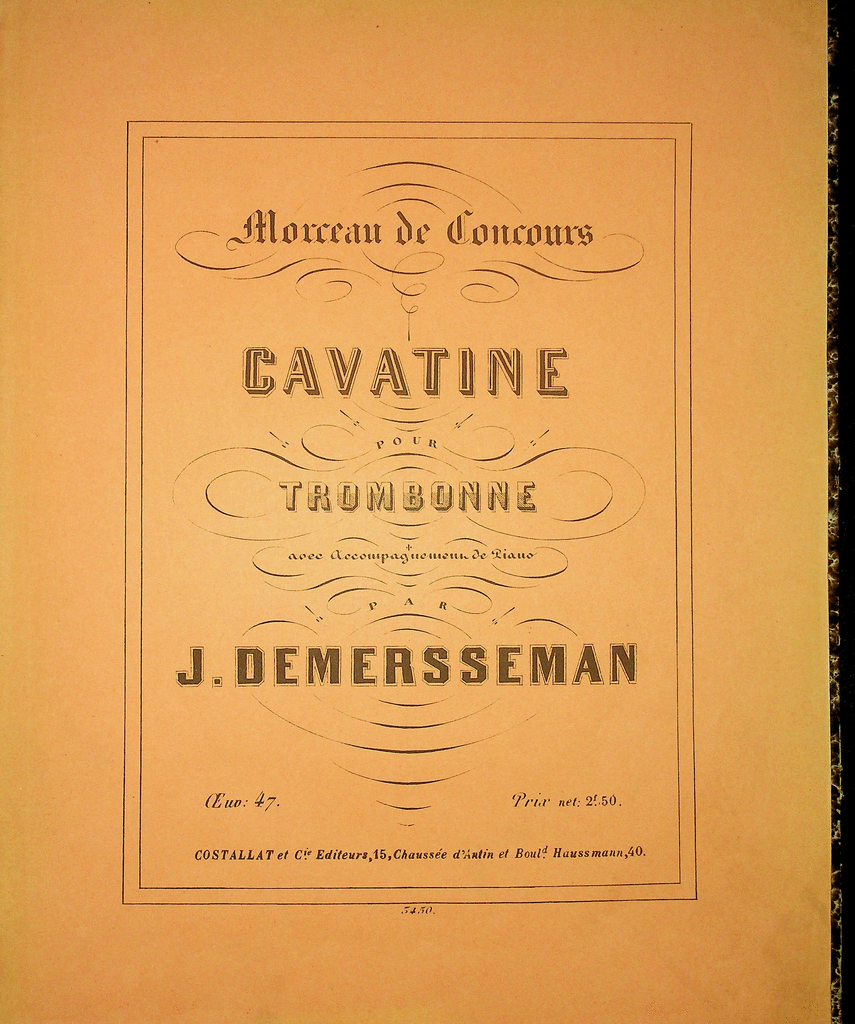 Morceau de Concours
CAVATINE
POUR
TROMBONNE
avec Accompagnement de Piano
PAR
J. DEMERSSEMAN
Œuv: 47.
Prix net: 2f.50.
COSTALLAT et Cie Editeurs, 15, Chaussée d'Antin et Bould. Haussmann, 40.
5450.